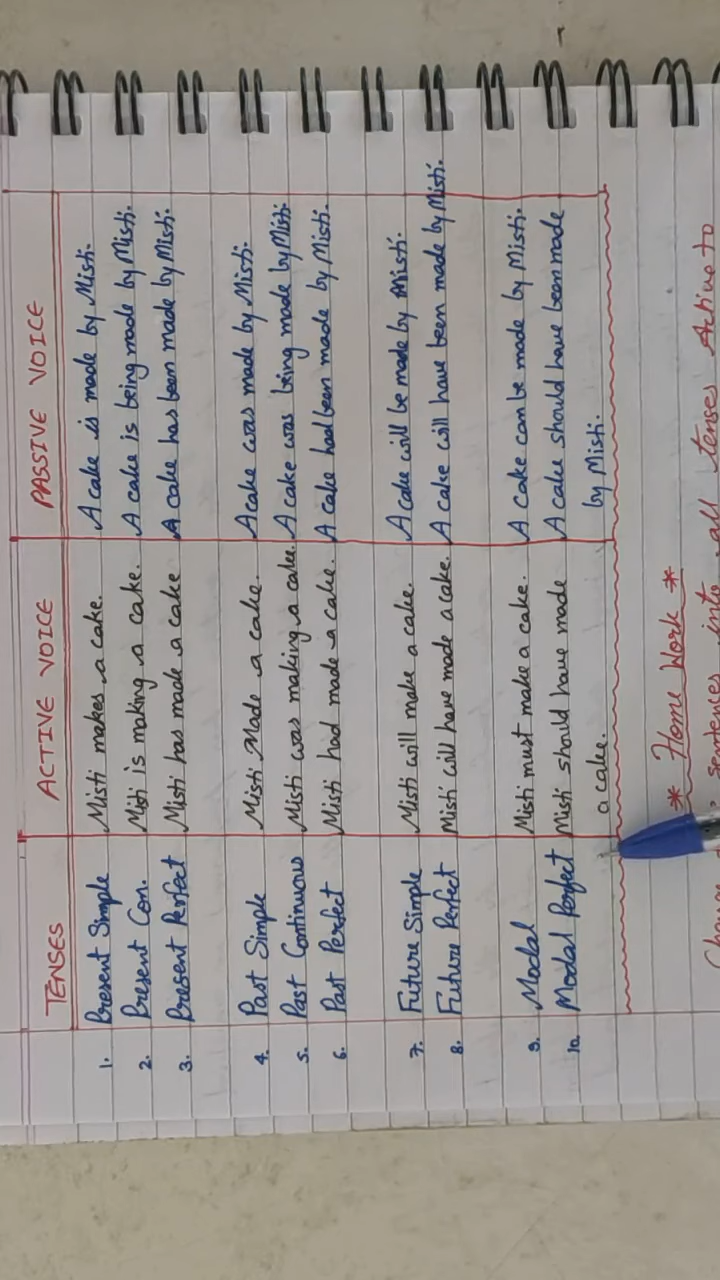 TENSES ACTIVE VOICE PASSIVE VOICE
1. Present Simple Misti makes a cake. A cake is made by Misti.
2. Present Con. Misti is making a cake. A cake is being made by Misti.
3. Present Perfect Misti has made a cake A cake has been made by Misti.
4. Past Simple Misti Made a cake. A cake was made by Misti.
5. Past Continuous Misti was making a cake. A cake was being made by Misti.
6. Past Perfect Misti had made a cake. A cake had been made by Misti.
7. Future Simple Misti will make a cake. A cake will be made by Misti.
8. Future Perfect Misti will have made a cake. A cake will have been made by Misti.
9. Modal Misti must make a cake. A cake can be made by Misti.
10. Modal Perfect Misti should have made A cake should have been made
a cake. by Misti.
* Home Work *
sentences into all tenses Active to